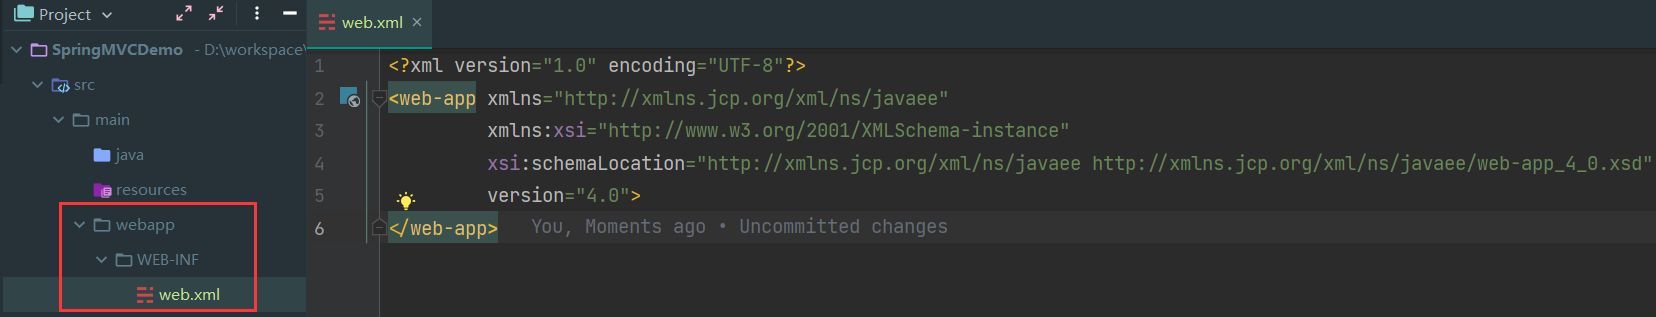 Project
SpringMVCDemo - D:\workspace\
src
main
java
resources
webapp
WEB-INF
web.xml
web.xml
1 <?xml version="1.0" encoding="UTF-8"?>
2 <web-app xmlns="http://xmlns.jcp.org/xml/ns/javaee"
3 xmlns:xsi="http://www.w3.org/2001/XMLSchema-instance"
4 xsi:schemaLocation="http://xmlns.jcp.org/xml/ns/javaee http://xmlns.jcp.org/xml/ns/javaee/web-app_4_0.xsd"
5 version="4.0">
6 </web-app> You, Moments ago • Uncommitted changes